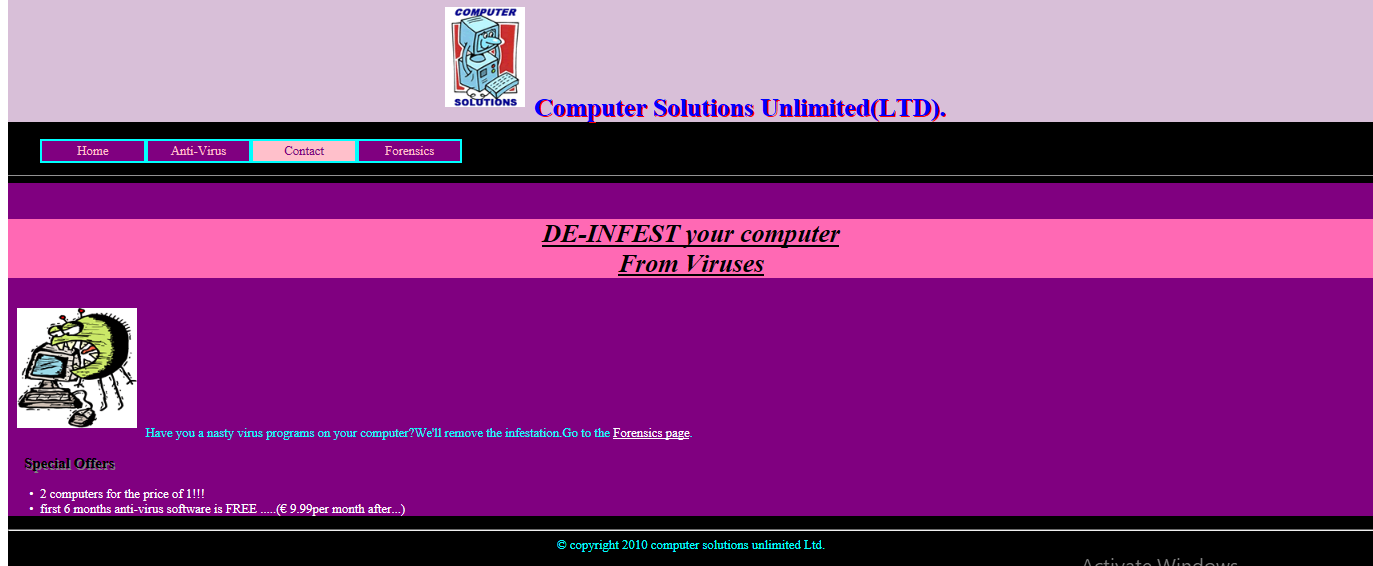 COMPUTER
SOLUTIONS
Computer Solutions Unlimited(LTD).
Home Anti-Virus Contact Forensics
DE-INFEST your computer
From Viruses
Have you a nasty virus programs on your computer?We'll remove the infestation.Go to the Forensics page.
Special Offers
• 2 computers for the price of 1!!!
• first 6 months anti-virus software is FREE .....(€ 9.99per month after...)
© copyright 2010 computer solutions unlimited Ltd.
Activate Windows